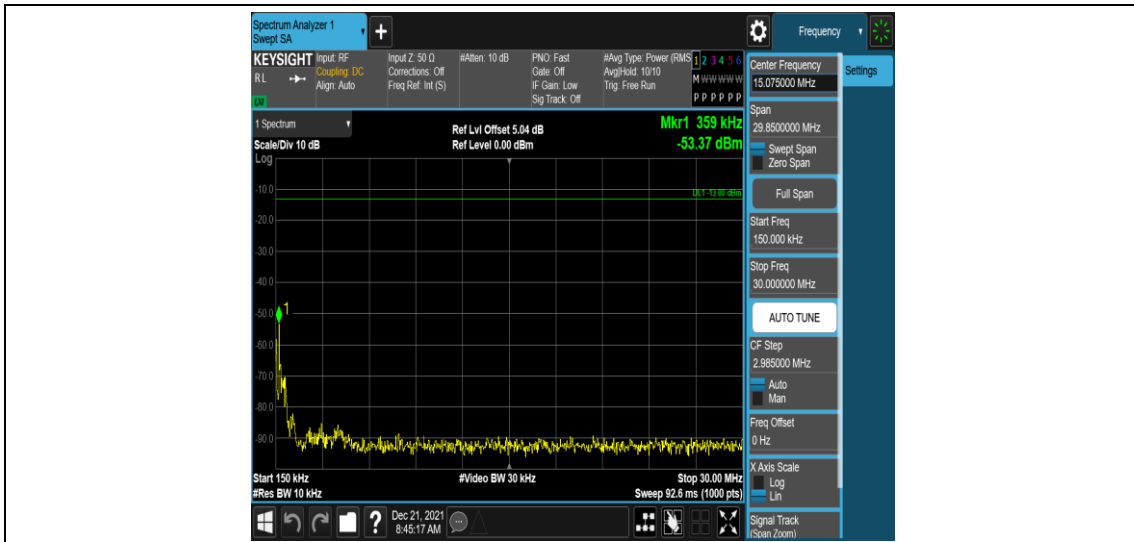 Spectrum Analyzer 1
Swept SA
+
Frequency
KEYSIGHT
RL
LXI
Input: RF
Coupling: DC
Align: Auto
Input Z: 50 Ω
Corrections: Off
Freq Ref: Int (S)
#Atten: 10 dB
PNO: Fast
Gate: Off
IF Gain: Low
Sig Track: Off
#Avg Type: Power (RMS
Avg|Hold: 10/10
Trig: Free Run
1 2 3 4 5 6
M W W W W W
P P P P P P
1 Spectrum
Scale/Div 10 dB
Log
Ref Lvl Offset 5.04 dB
Ref Level 0.00 dBm
Mkr1 359 kHz
-53.37 dBm
DL1 -13.00 dBm
-10.0
-20.0
-30.0
-40.0
-50.0
1
-60.0
-70.0
-80.0
-90.0
Start 150 kHz
#Video BW 30 kHz
Stop 30.00 MHz
#Res BW 10 kHz
Sweep 92.6 ms (1000 pts)
?
Dec 21, 2021
8:45:17 AM
Center Frequency
15.075000 MHz
Settings
Span
29.8500000 MHz
Swept Span
Zero Span
Full Span
Start Freq
150.000 kHz
Stop Freq
30.000000 MHz
AUTO TUNE
CF Step
2.985000 MHz
Auto
Man
Freq Offset
0 Hz
X Axis Scale
Log
Lin
Signal Track
(Span Zoom)